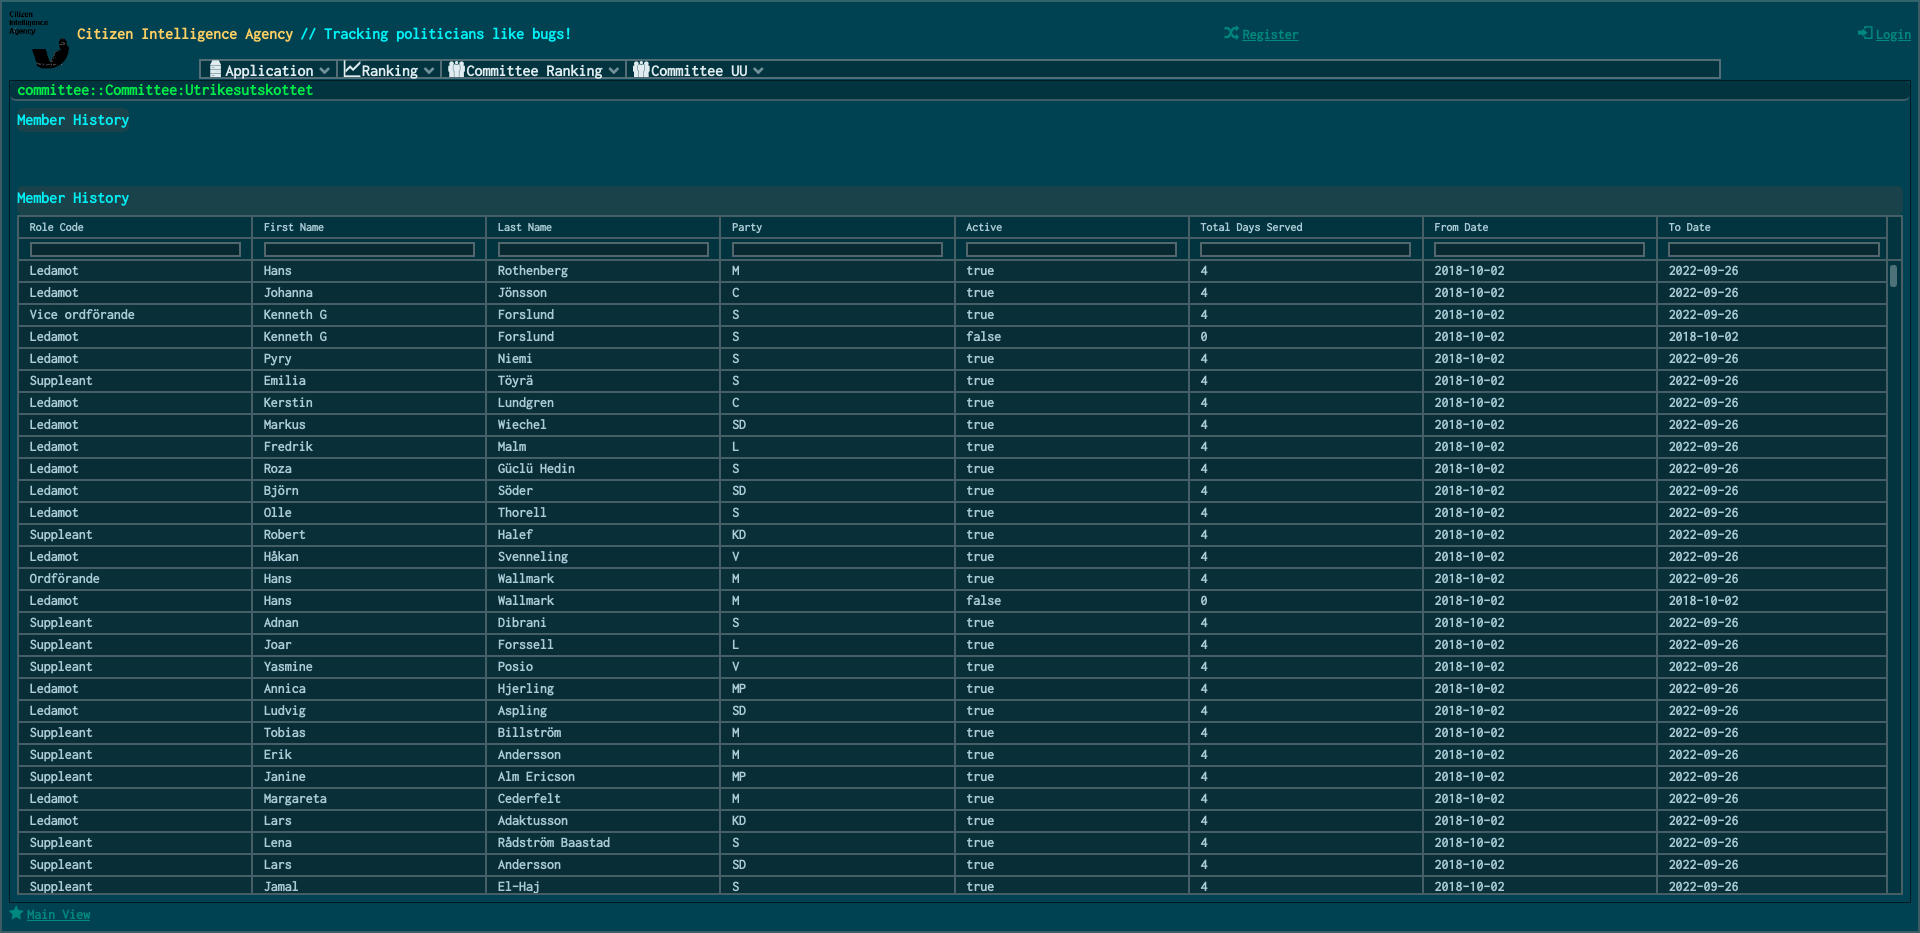 Citizen
Intelligence
Agency
Citizen Intelligence Agency // Tracking politicians like bugs!
Register
Login
Application Ranking Committee Ranking Committee UU
committee::Committee:Utrikesutskottet
Member History
Member History
Role Code First Name Last Name Party Active Total Days Served From Date To Date
Ledamot Hans Rothenberg M true 4 2018-10-02 2022-09-26
Ledamot Johanna Jönsson C true 4 2018-10-02 2022-09-26
Vice ordförande Kenneth G Forslund S true 4 2018-10-02 2022-09-26
Ledamot Kenneth G Forslund S false 0 2018-10-02 2018-10-02
Ledamot Pyry Niemi S true 4 2018-10-02 2022-09-26
Suppleant Emilia Töyrä S true 4 2018-10-02 2022-09-26
Ledamot Kerstin Lundgren C true 4 2018-10-02 2022-09-26
Ledamot Markus Wiechel SD true 4 2018-10-02 2022-09-26
Ledamot Fredrik Malm L true 4 2018-10-02 2022-09-26
Ledamot Roza Güclü Hedin S true 4 2018-10-02 2022-09-26
Ledamot Björn Söder SD true 4 2018-10-02 2022-09-26
Ledamot Olle Thorell S true 4 2018-10-02 2022-09-26
Suppleant Robert Halef KD true 4 2018-10-02 2022-09-26
Ledamot Håkan Svenneling V true 4 2018-10-02 2022-09-26
Ordförande Hans Wallmark M true 4 2018-10-02 2022-09-26
Ledamot Hans Wallmark M false 0 2018-10-02 2018-10-02
Suppleant Adnan Dibrani S true 4 2018-10-02 2022-09-26
Suppleant Joar Forssell L true 4 2018-10-02 2022-09-26
Suppleant Yasmine Posio V true 4 2018-10-02 2022-09-26
Ledamot Annica Hjerling MP true 4 2018-10-02 2022-09-26
Ledamot Ludvig Aspling SD true 4 2018-10-02 2022-09-26
Suppleant Tobias Billström M true 4 2018-10-02 2022-09-26
Suppleant Erik Andersson M true 4 2018-10-02 2022-09-26
Suppleant Janine Alm Ericson MP true 4 2018-10-02 2022-09-26
Ledamot Margareta Cederfelt M true 4 2018-10-02 2022-09-26
Ledamot Lars Adaktusson KD true 4 2018-10-02 2022-09-26
Suppleant Lena Rådström Baastad S true 4 2018-10-02 2022-09-26
Suppleant Lars Andersson SD true 4 2018-10-02 2022-09-26
Suppleant Jamal El-Haj S true 4 2018-10-02 2022-09-26
Main View